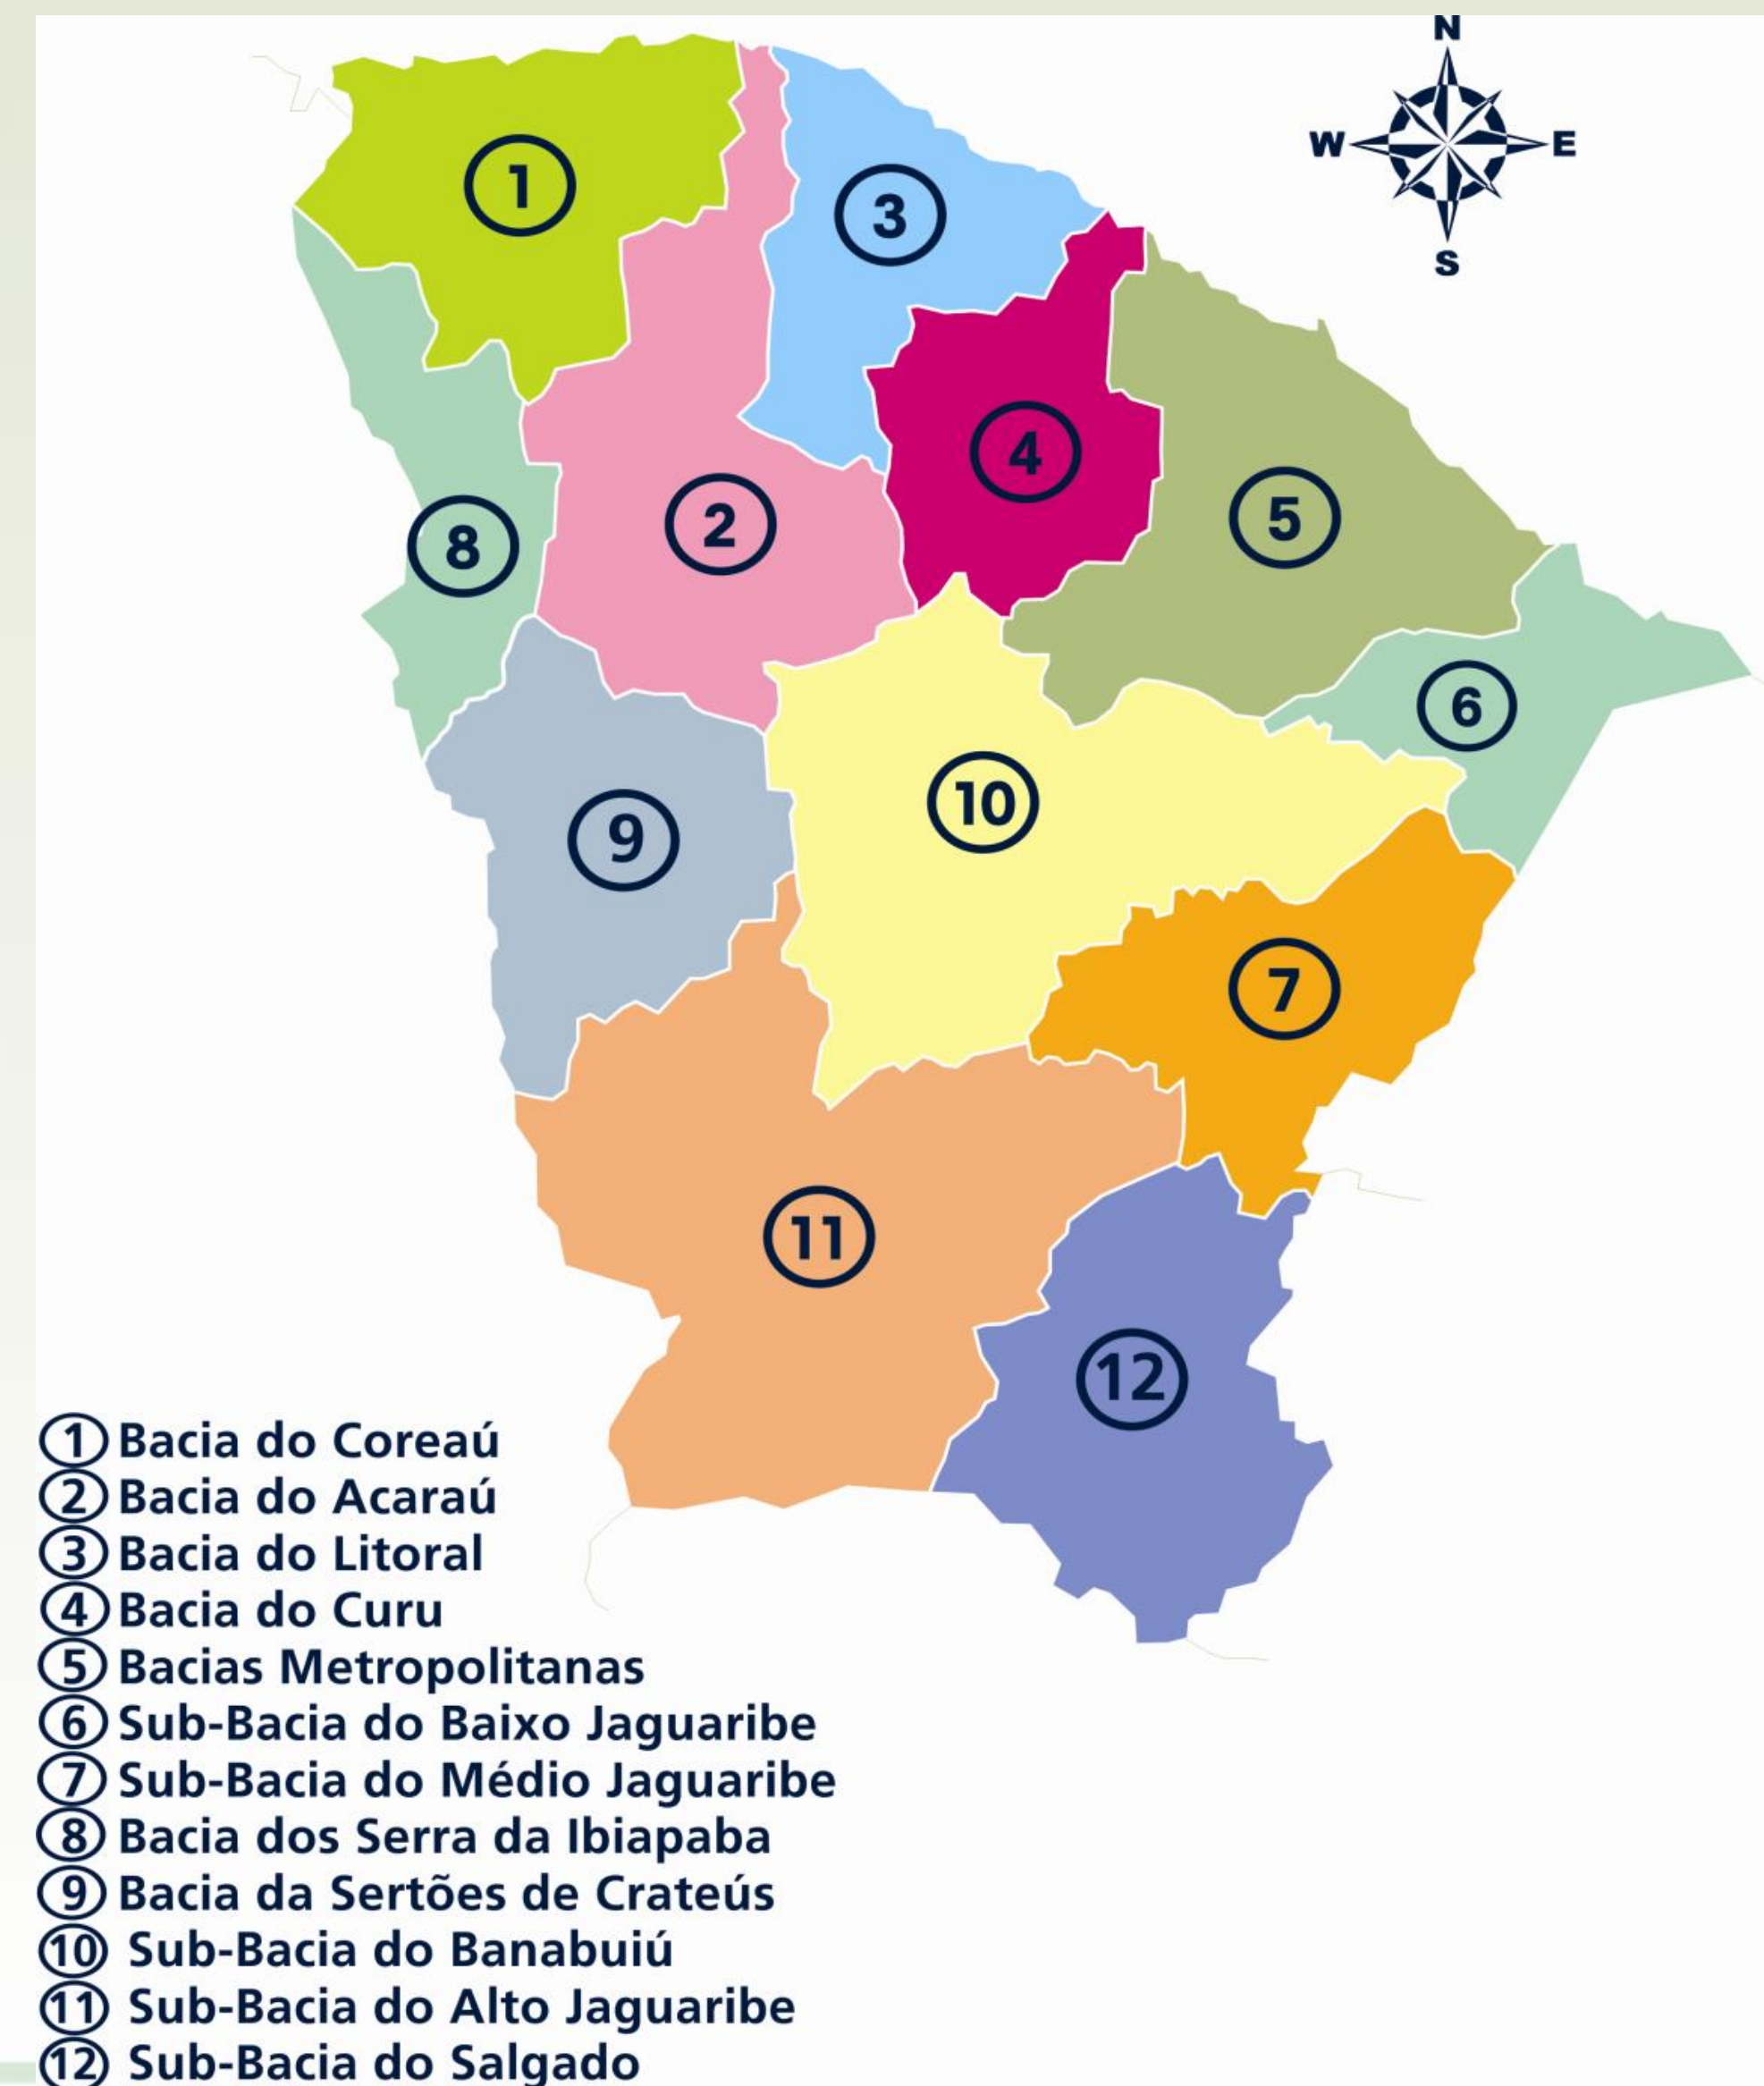 N
W
E
S
1
3
4
2
5
8
6
10
9
7
11
12
1 Bacia do Coreaú
2 Bacia do Acaraú
3 Bacia do Litoral
4 Bacia do Curu
5 Bacias Metropolitanas
6 Sub-Bacia do Baixo Jaguaribe
7 Sub-Bacia do Médio Jaguaribe
8 Bacia dos Serra da Ibiapaba
9 Bacia da Sertões de Crateús
10 Sub-Bacia do Banabuiú
11 Sub-Bacia do Alto Jaguaribe
12 Sub-Bacia do Salgado